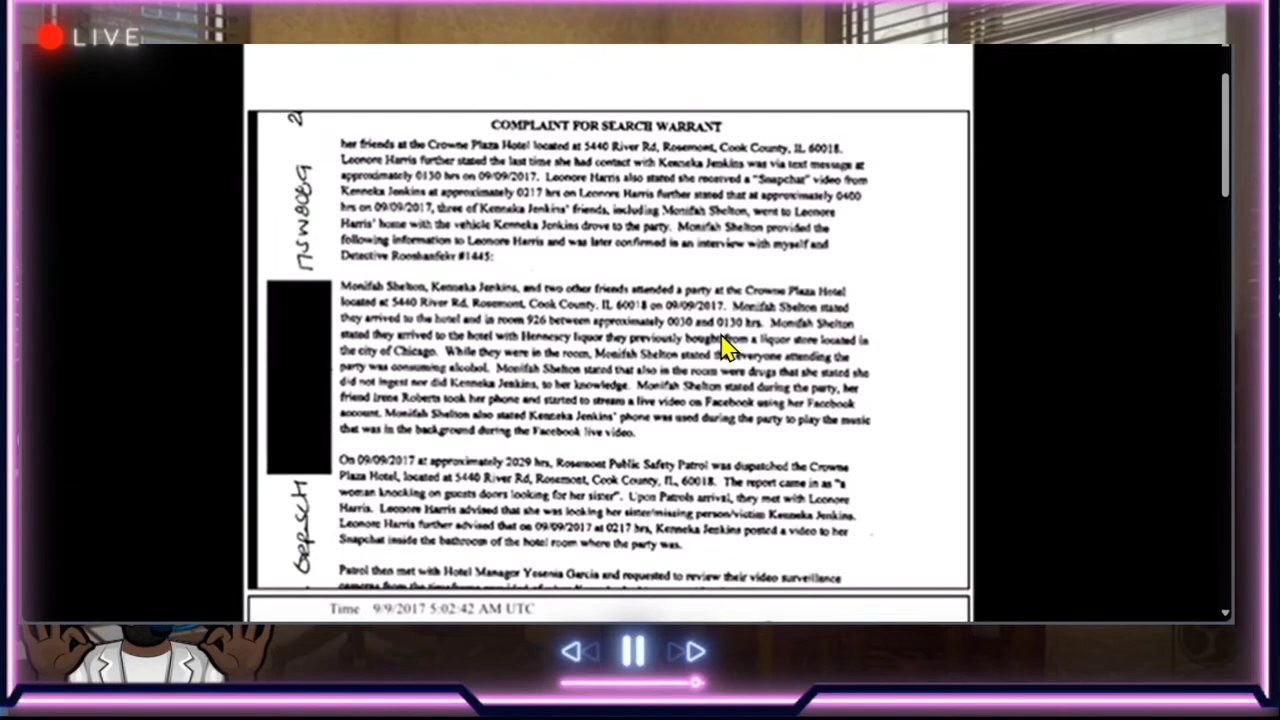 LIVE
COMPLAINT FOR SEARCH WARRANT
her friends at the Crowne Plaza Hotel located at 5440 River Rd, Rosemont, Cook County, IL 60018.
Leonore Harris further stated the last time she had contact with Kenneka Jenkins was via text message at
approximately 0130 hrs on 09/09/2017. Leonore Harris also stated she received a "Snapchat" video from
Kenneka Jenkins at approximately 0217 hrs on Leonore Harris further stated that at approximately 0400
hrs on 09/09/2017, three of Kenneka Jenkins' friends, including Monifah Shelton, went to Leonore
Harris' home with the vehicle Kenneka Jenkins drove to the party. Monifah Shelton provided the
following information to Leonore Harris and was later confirmed in an interview with myself and
Detective #1445:
Monifah Shelton, Kenneka Jenkins, and two other friends attended a party at the Crowne Plaza Hotel
located at 5440 River Rd, Rosemont, Cook County, IL 60018 on 09/09/2017. Monifah Shelton stated
they arrived to the hotel and in room 926 between approximately 0030 and 0130 hrs. Monifah Shelton
stated they arrived to the hotel with Hennescy liquor they previously bought from a liquor store located in
the city of Chicago. While they were in the room, Monifah Shelton stated everyone attending the
party was consuming alcohol. Monifah Shelton stated that also in the room were drugs that she stated she
did not ingest nor did Kenneka Jenkins, to her knowledge. Monifah Shelton stated during the party, her
friend Irene Roberts took her phone and started to stream a live video on Facebook using her Facebook
account. Monifah Shelton also stated Kenneka Jenkins' phone was used during the party to play the music
that was in the background during the Facebook live video.
On 09/09/2017 at approximately 2029 hrs, Rosemont Public Safety Patrol was dispatched the Crowne
Plaza Hotel, located at 5440 River Rd, Rosemont, Cook County, IL, 60018. The report came in as "a
woman knocking on guests doors looking for her sister". Upon Patrols arrival, they met with Leonore
Harris. Leonore Harris advised that she was looking her sister/missing person/victim Kenneka Jenkins.
Leonore Harris further advised that on 09/09/2017 at 0217 hrs, Kenneka Jenkins posted a video to her
Snapchat inside the bathroom of the hotel room where the party was.
Patrol then met with Hotel Manager Yesenia Garcia and requested to review their video surveillance
Time 9/9/2017 5:02:42 AM UTC